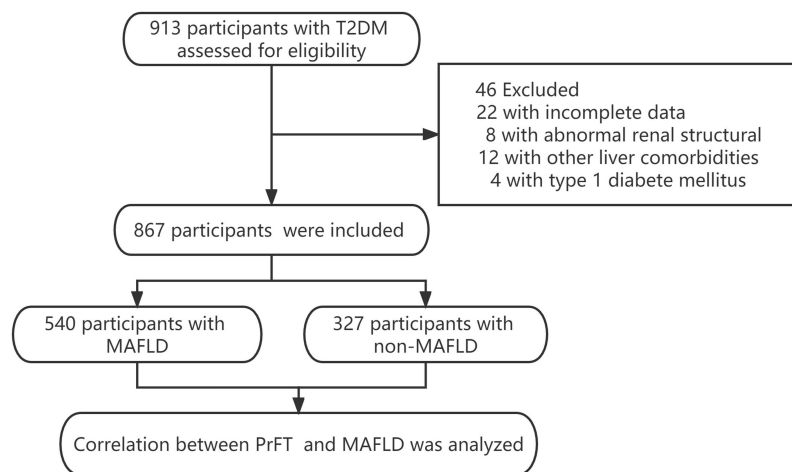 913 participants with T2DM
assessed for eligibility
46 Excluded
22 with incomplete data
8 with abnormal renal structural
12 with other liver comorbidities
4 with type 1 diabete mellitus
867 participants were included
540 participants with
MAFLD
327 participants with
non-MAFLD
Correlation between PrFT and MAFLD was analyzed